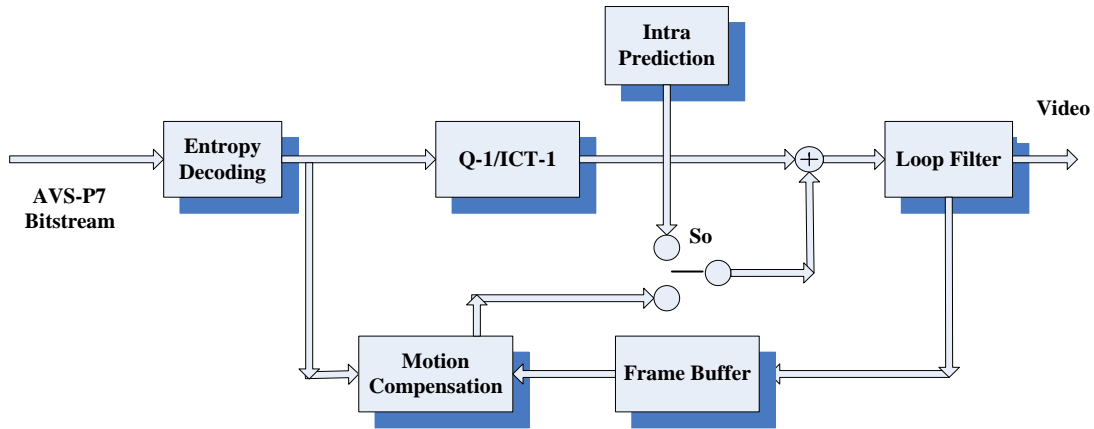 Intra
Prediction
Video
Entropy
Decoding
Q-1/ICT-1
+
Loop Filter
AVS-P7
Bitstream
So
Motion
Compensation
Frame Buffer